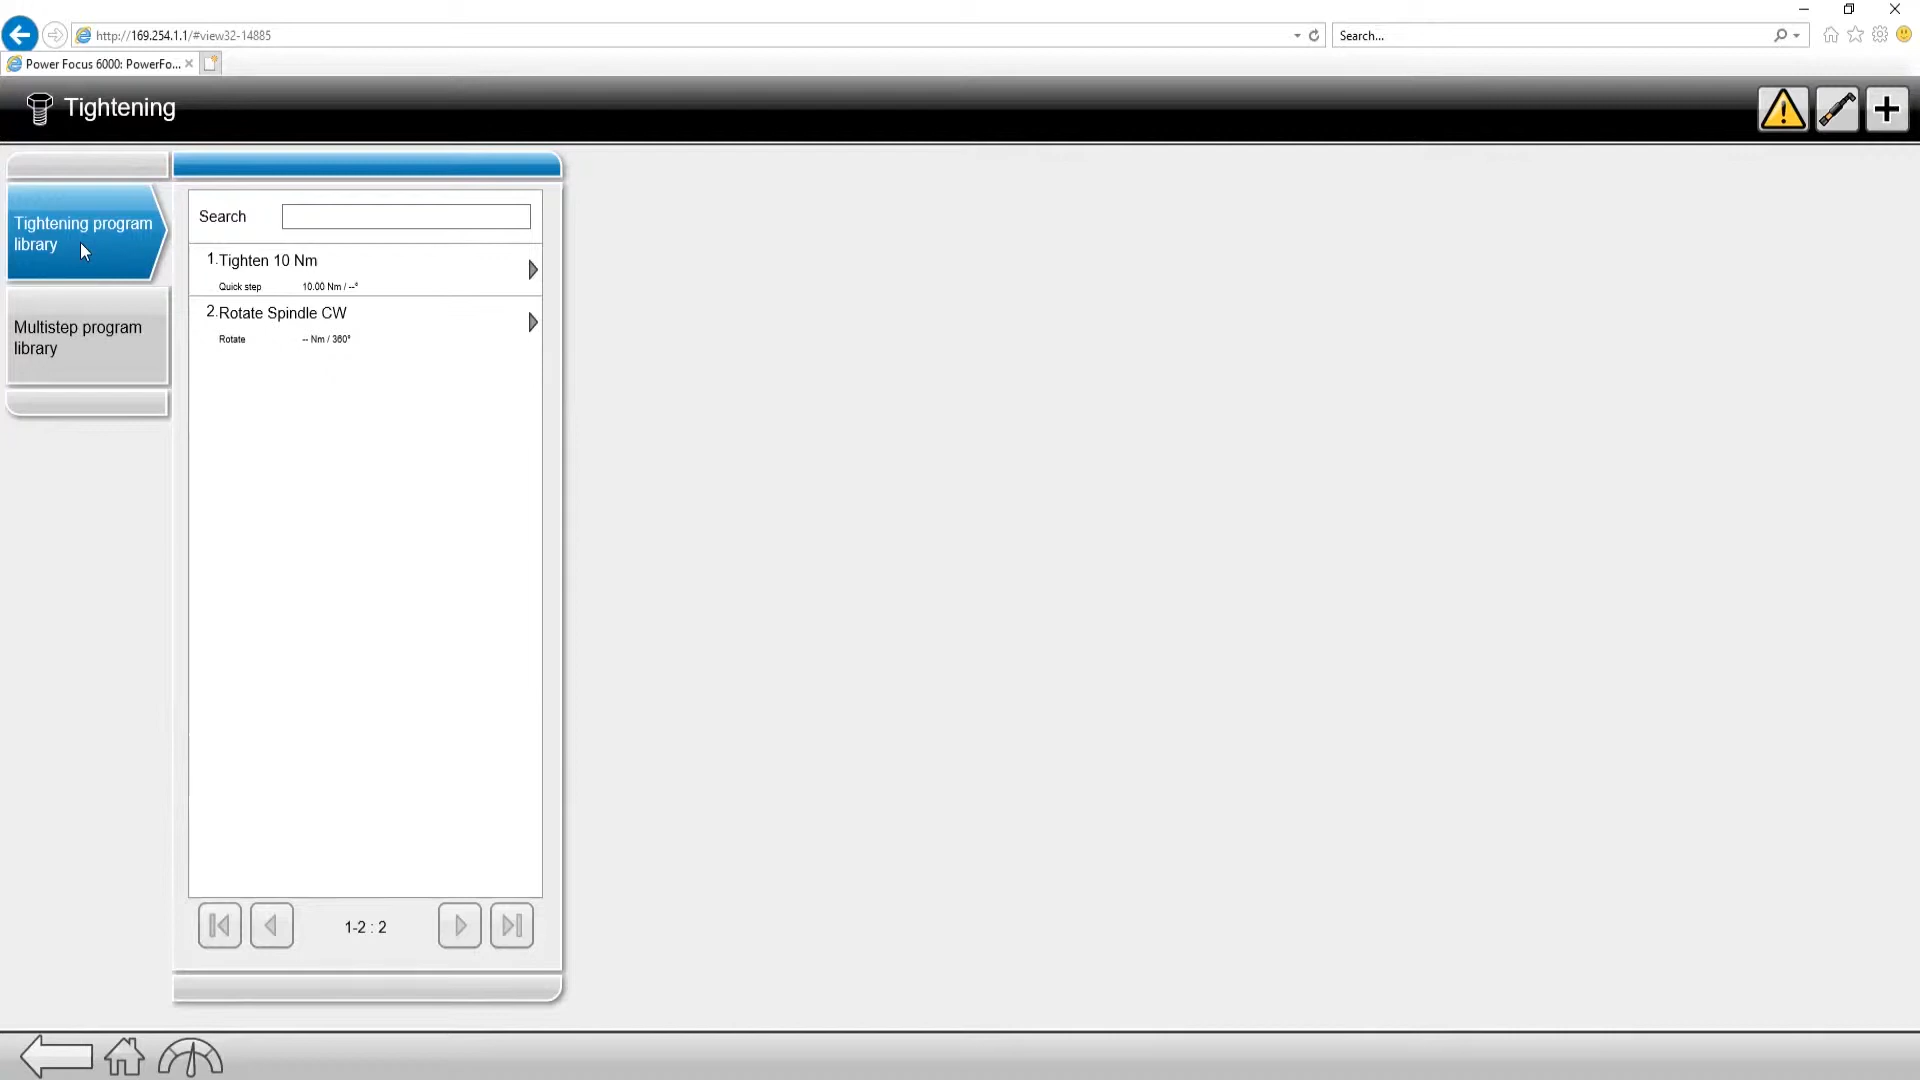 http://169.254.1.1/#view32-14885
Search...
Power Focus 6000: PowerFo...
Tightening
Tightening program
library
Multistep program
library
Search
1. Tighten 10 Nm
Quick step 10.00 Nm / --°
2. Rotate Spindle CW
Rotate -- Nm / 360°
1-2 : 2